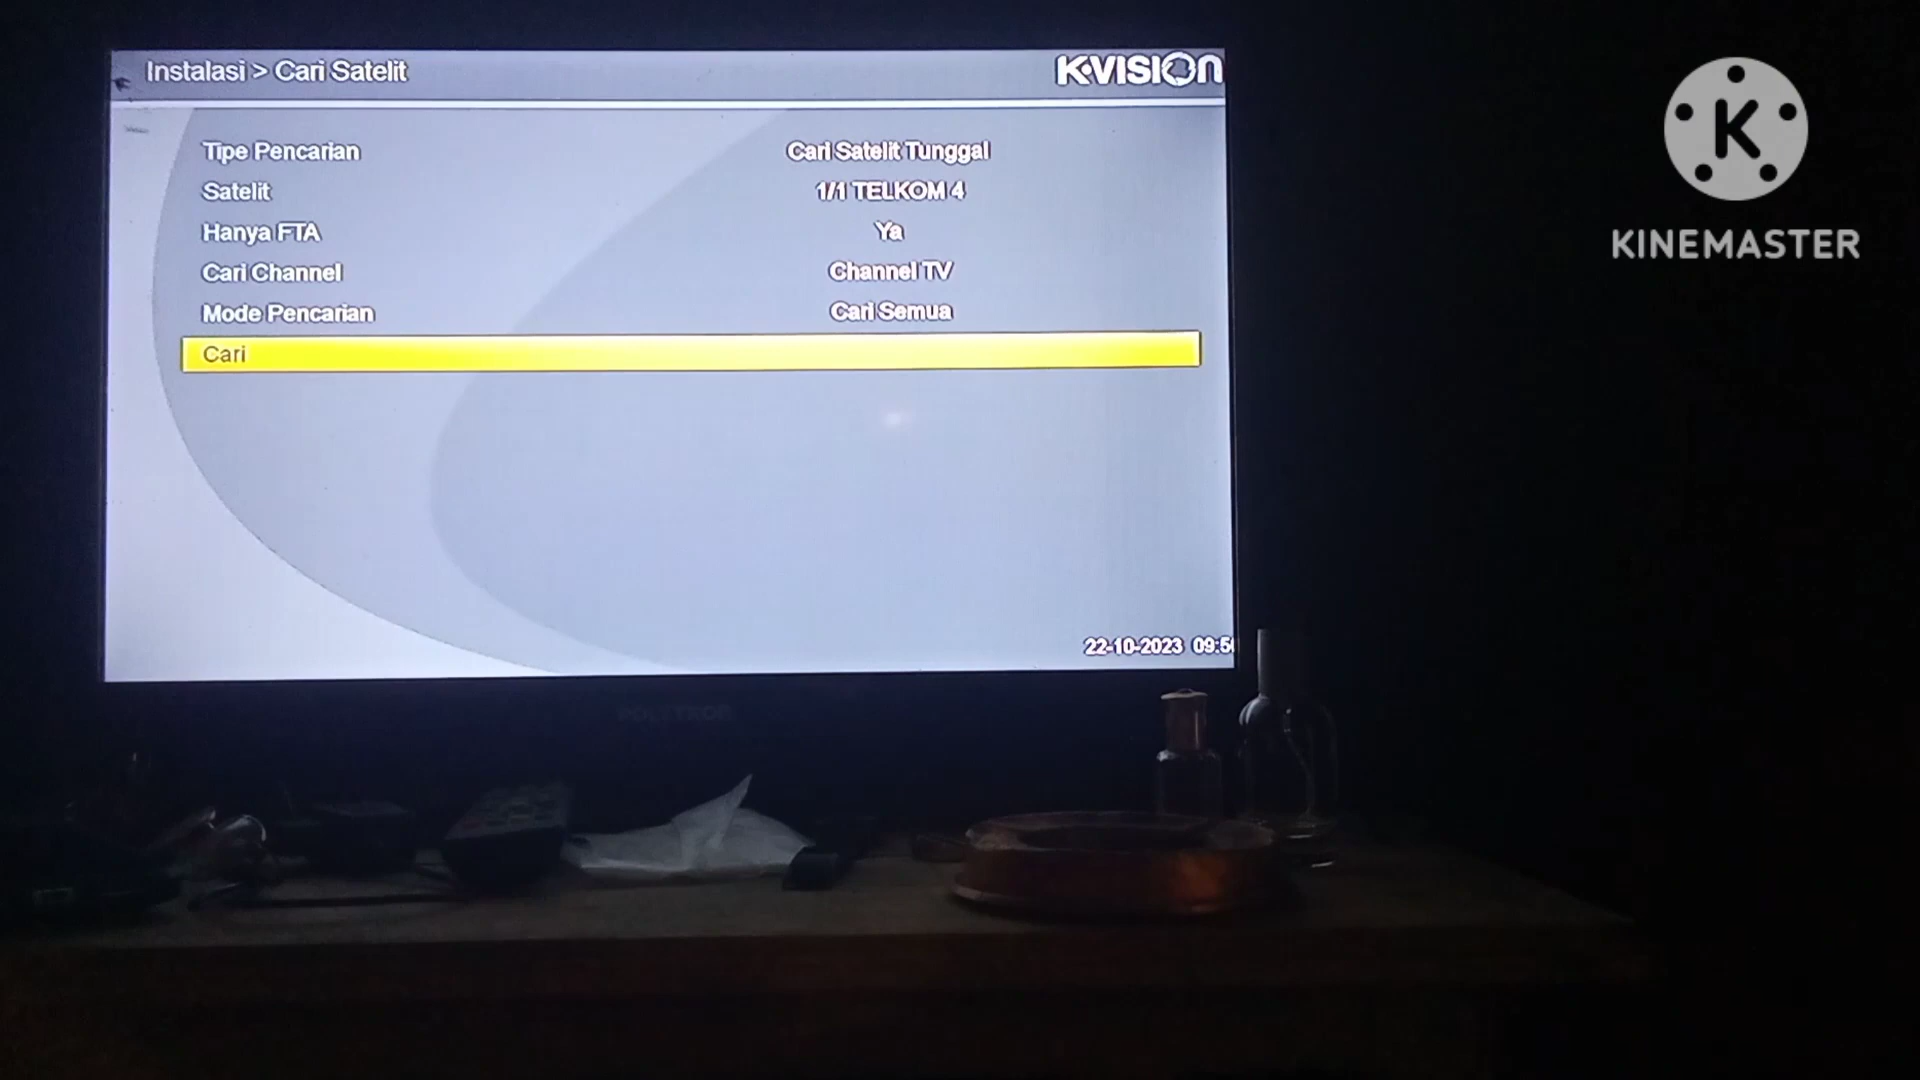 Instalasi > Cari Satelit
K-VISION
Tipe Pencarian
Cari Satelit Tunggal
Satelit
1/1 TELKOM 4
Hanya FTA
Ya
Cari Channel
Channel TV
Mode Pencarian
Cari Semua
Cari
22-10-2023
K
KINEMASTER
POLYTRON